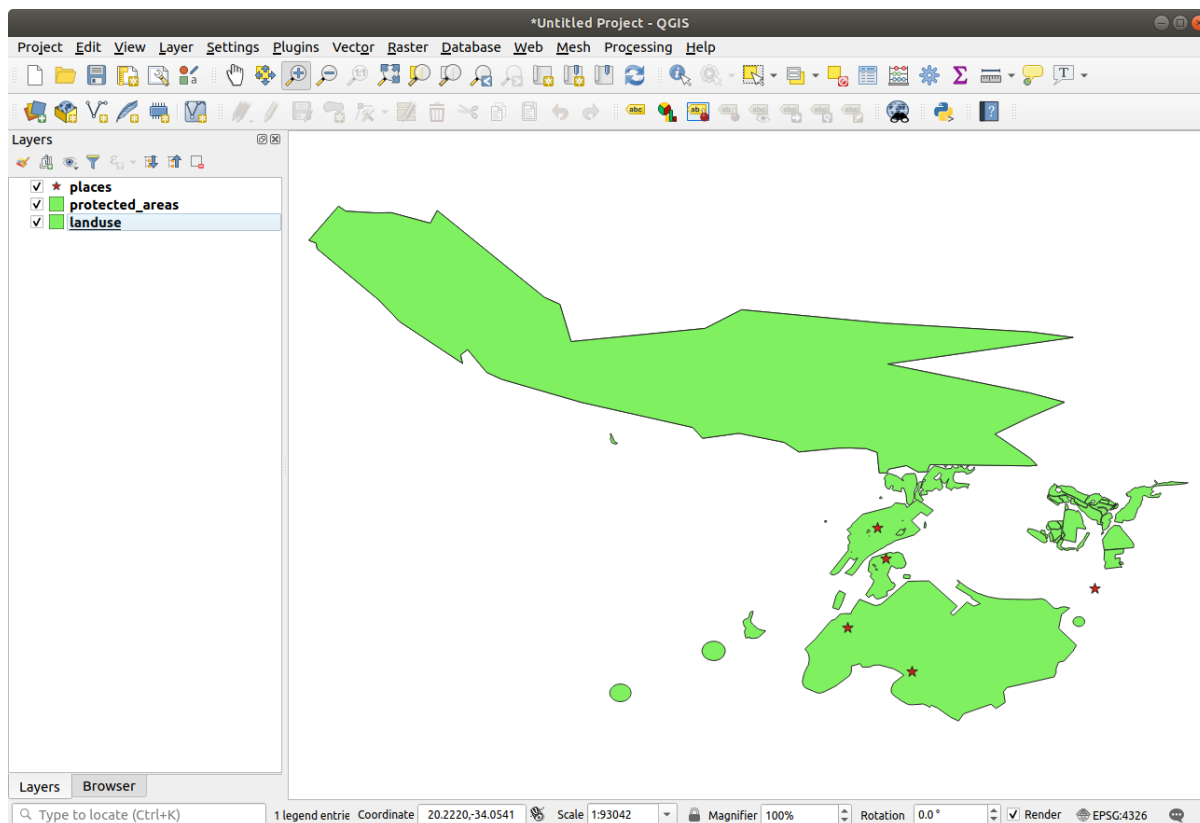 *Untitled Project - QGIS
Project Edit View Layer Settings Plugins Vector Raster Database Web Mesh Processing Help
Layers
places
protected_areas
landuse
Layers Browser
Type to locate (Ctrl+K) 1 legend entrie Coordinate 20.2220,-34.0541 Scale 1:93042 Magnifier 100% Rotation 0.0° Render EPSG:4326